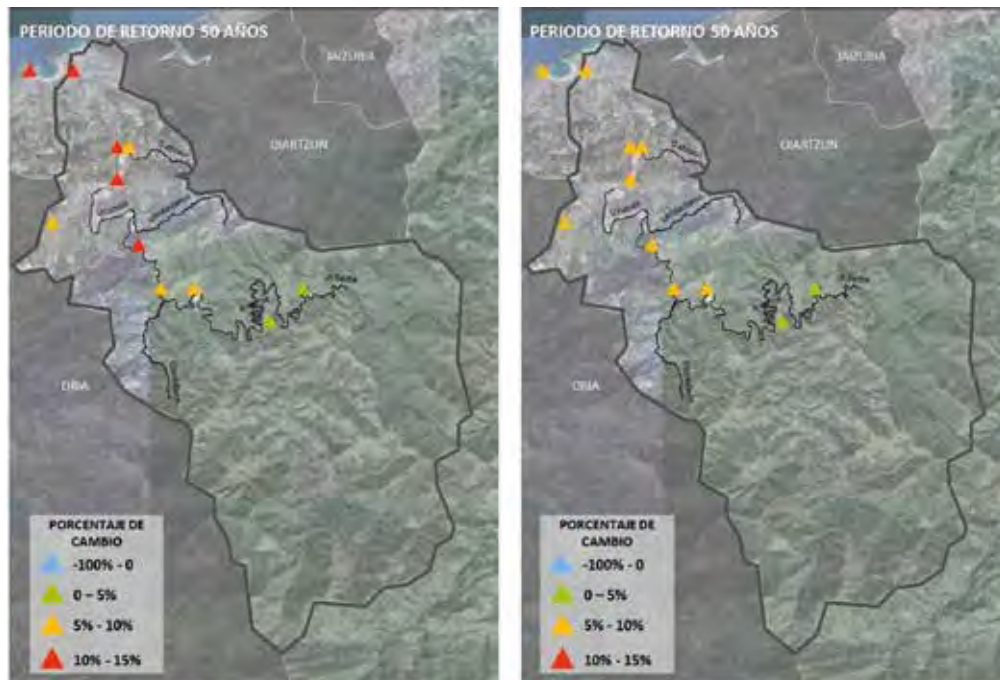 PERIODO DE RETORNO 50 AÑOS
JAIZUBIA
OIARTZUN
ORIA
PORCENTAJE DE
CAMBIO
-100% - 0
0 – 5%
5% - 10%
10% - 15%
PERIODO DE RETORNO 50 AÑOS
JAIZUBIA
OIARTZUN
ORIA
PORCENTAJE DE
CAMBIO
-100% - 0
0 – 5%
5% - 10%
10% - 15%